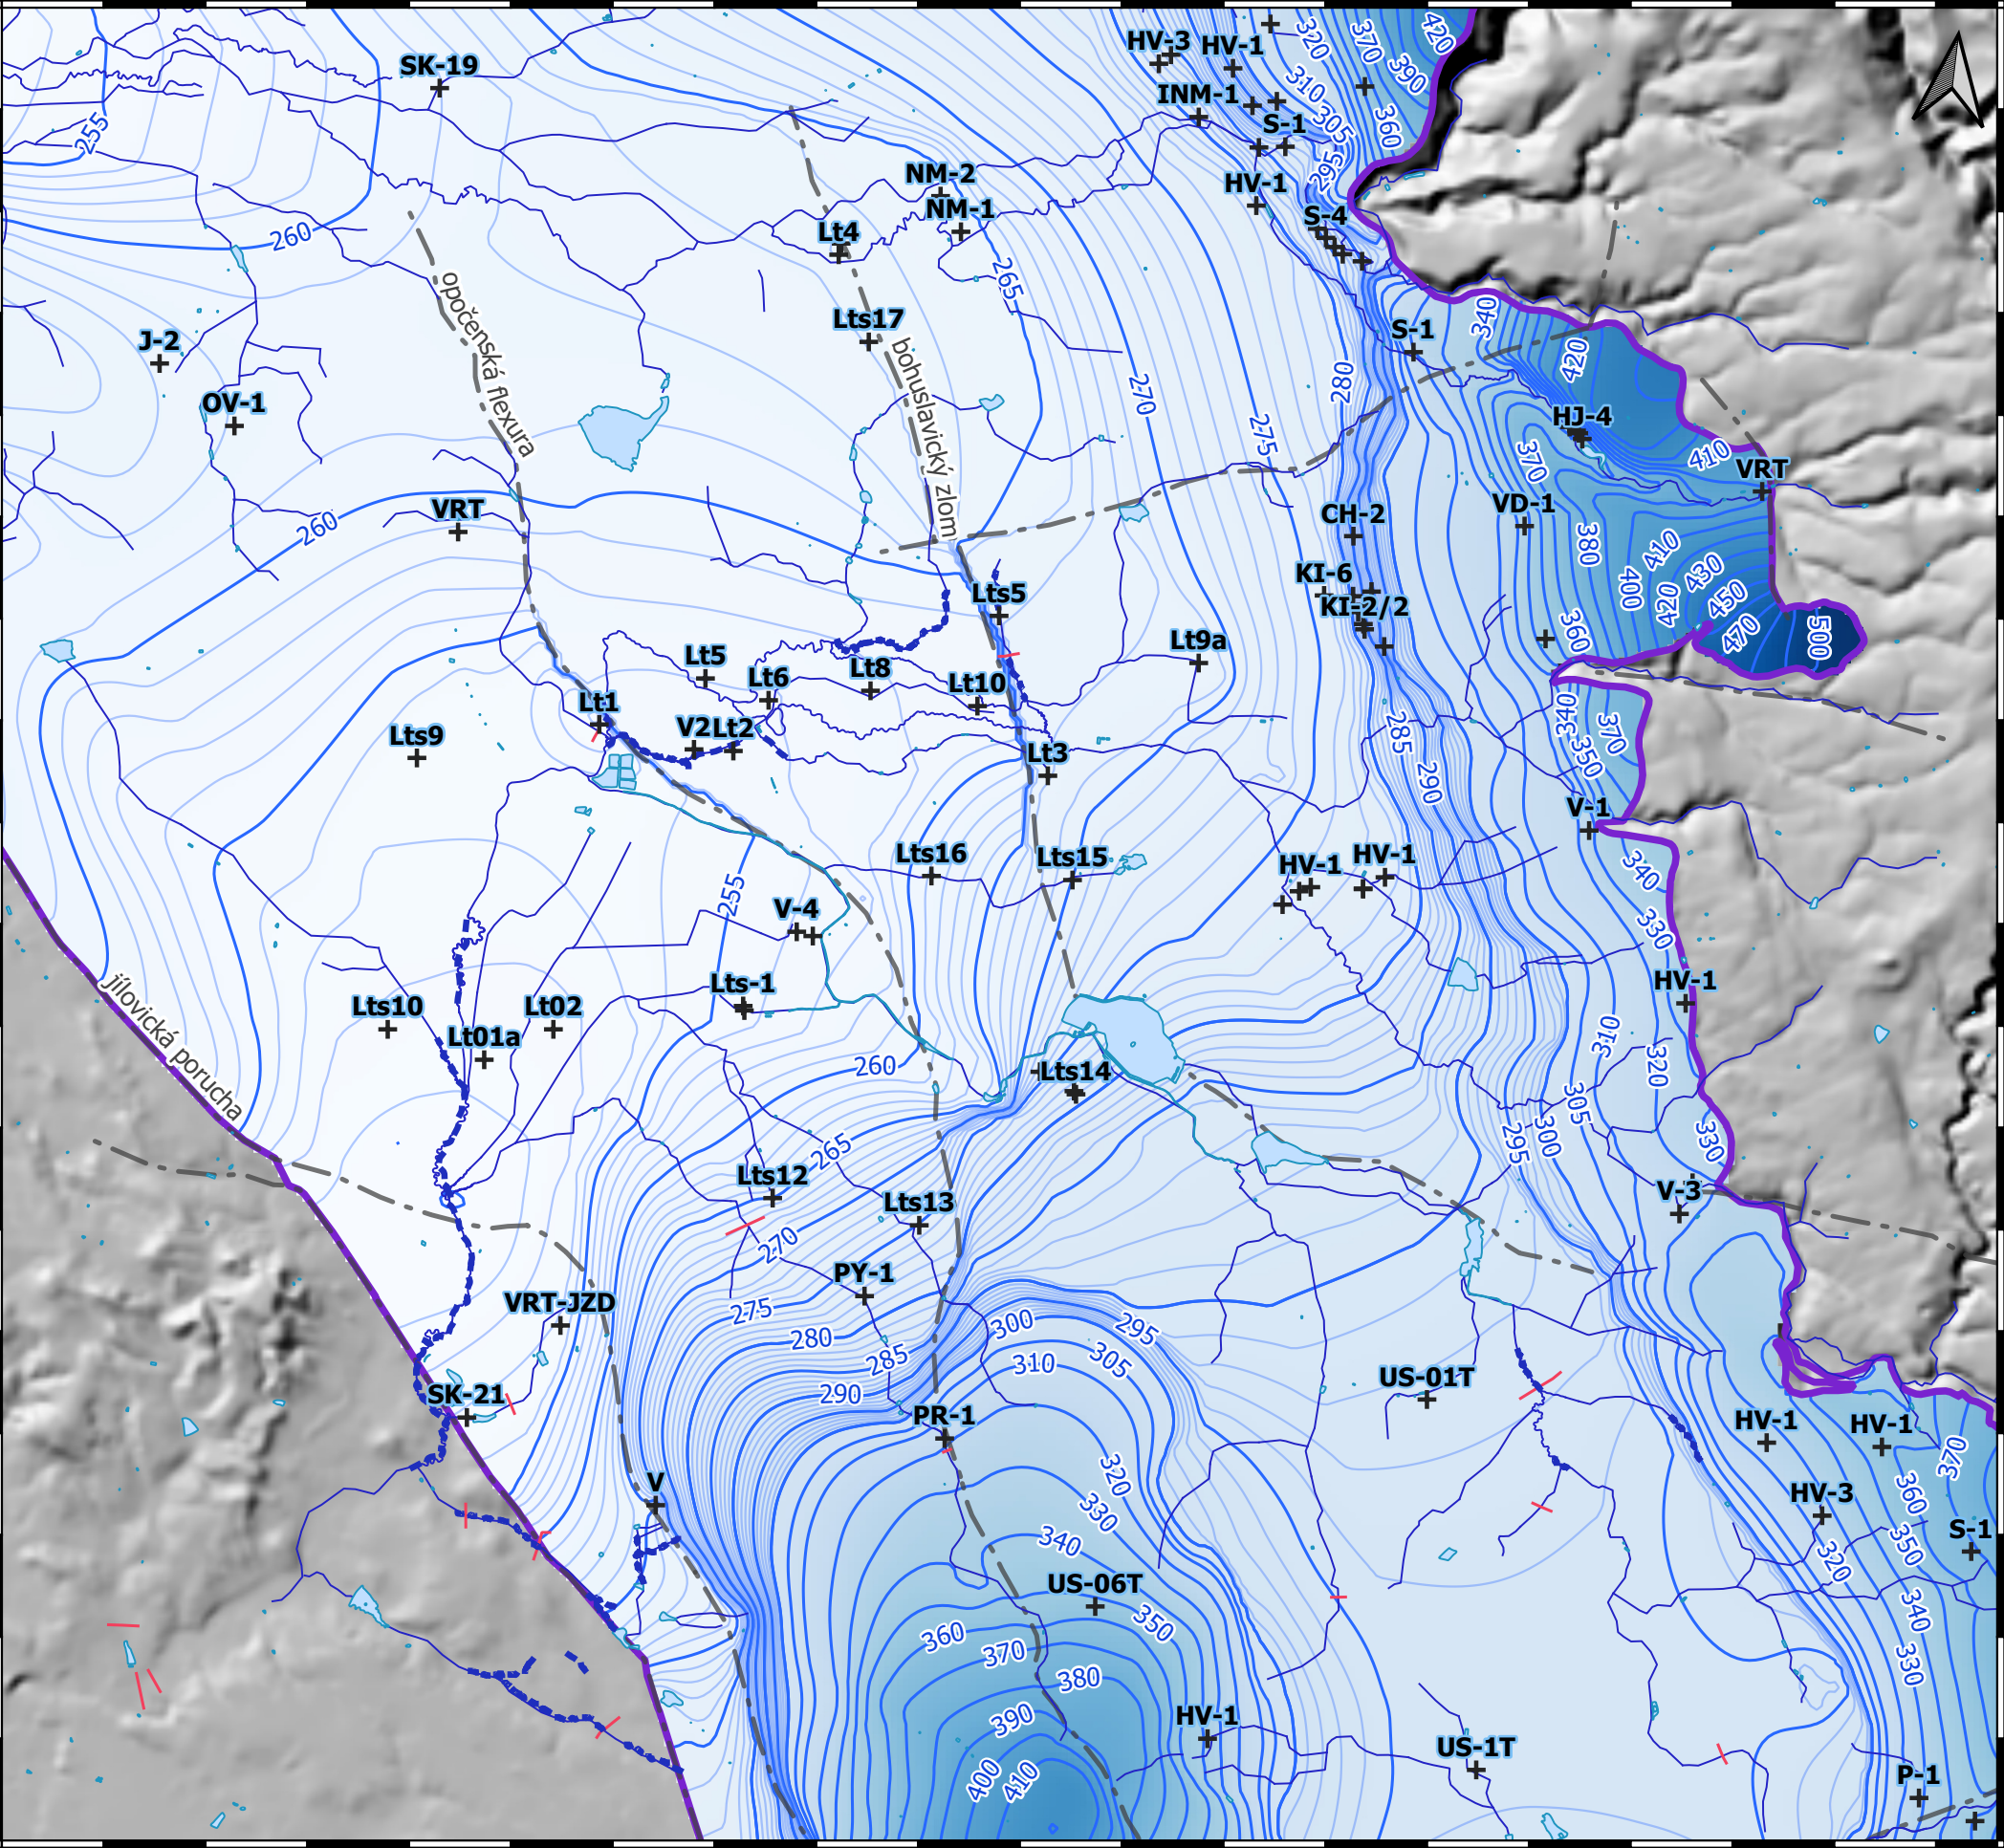 HV-3
HV-1
320
370
420
SK-19
390
INM-1
310
255
S-1
305
360
295
NM-2
HV-1
NM-1
S-4
Lt4
260
265
opočenská flexura
Lts17
S-1
340
J-2
bohuslavický zlom
420
280
270
OV-1
HJ-4
275
370
410
VRT
VRT
VD-1
CH-2
260
380
410
KI-6
430
400
Lts5
KI-2/2
450
420
360
470
500
Lt9a
Lt5
Lt6
Lt8
Lt10
Lt1
340
V2
Lt2
Lts9
285
370
Lt3
350
290
V-1
Lts16
Lts15
HV-1
HV-1
340
255
V-4
330
Lts-1
HV-1
jílovická porucha
Lts10
Lt02
Lt01a
310
260
320
Lts14
305
300
295
330
265
Lts12
V-3
Lts13
270
PY-1
VRT-JZD
275
300
295
280
285
310
305
290
US-01T
SK-21
PR-1
HV-1
HV-1
370
320
V
360
HV-3
330
340
S-1
350
320
US-06T
340
350
360
370
330
380
390
HV-1
US-1T
400
410
P-1